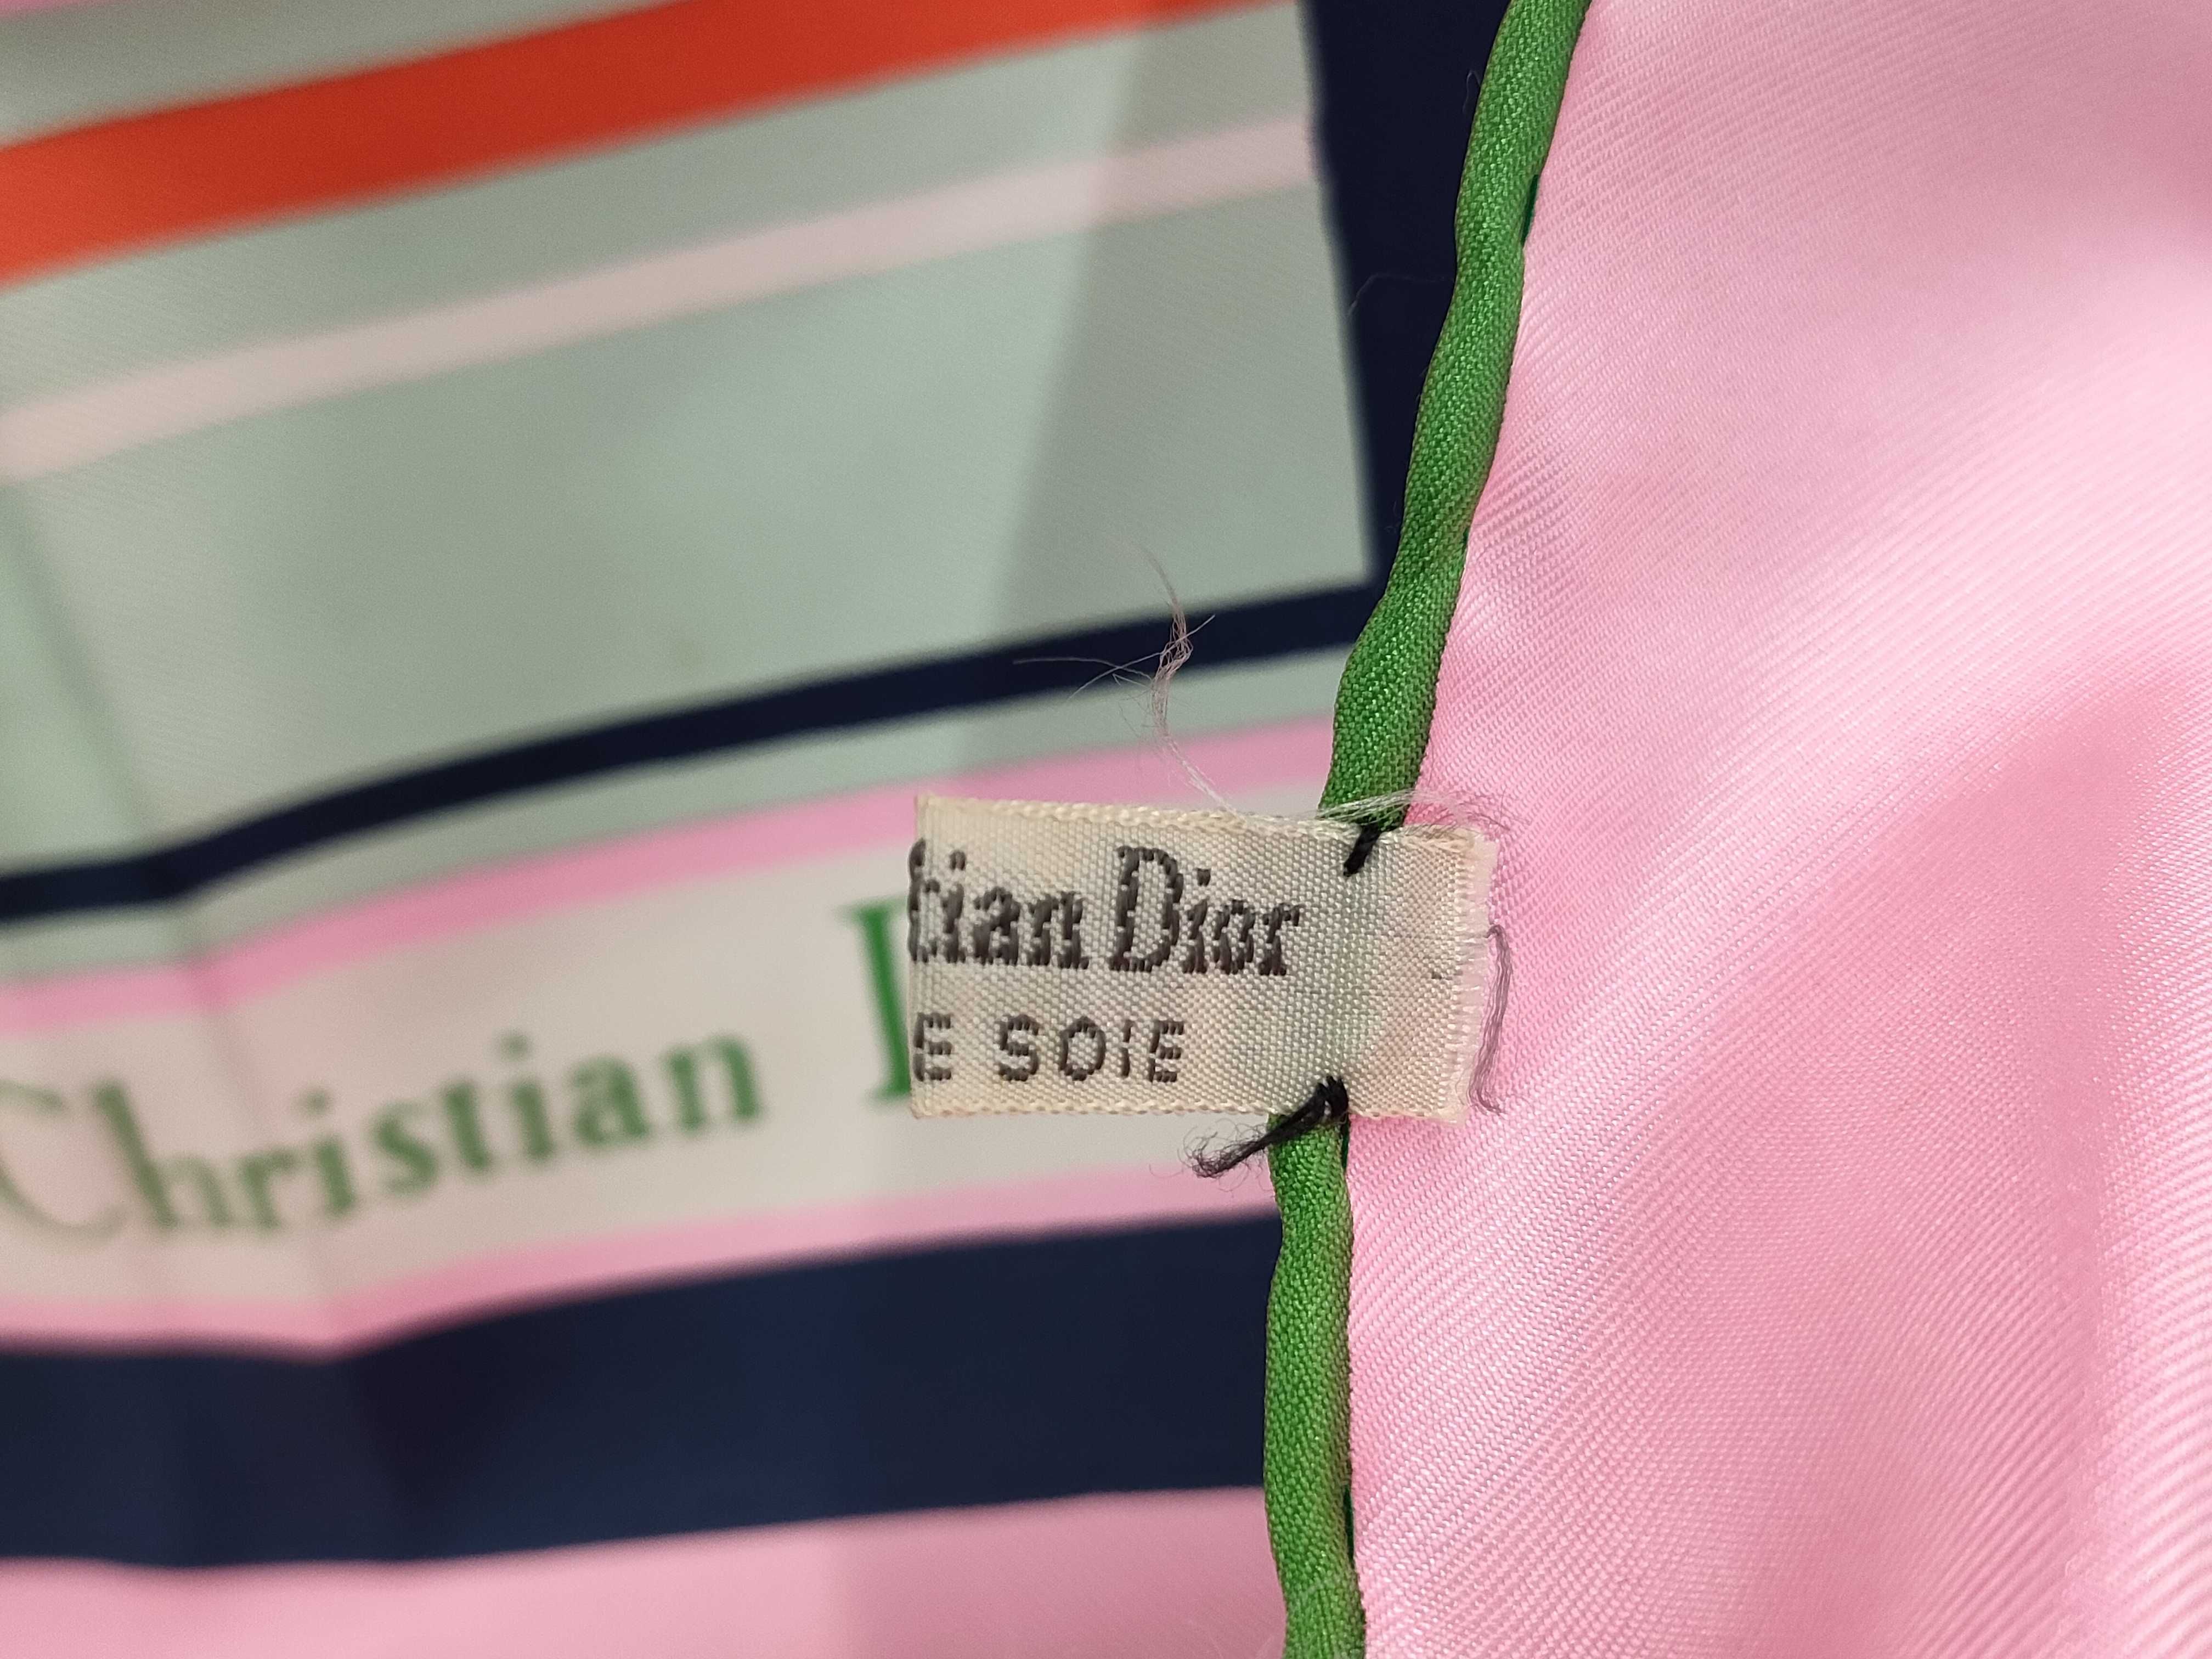 tian Dior
E SOIE
Christian